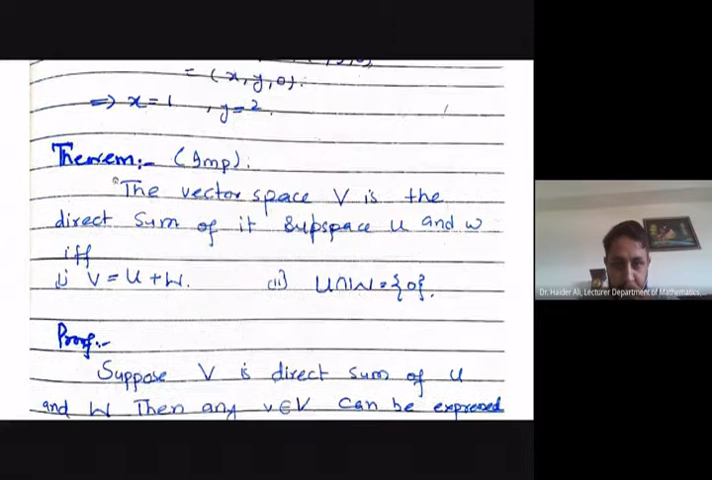 = (x, y, 0).
=> x = 1 , y = 2.
Theorem:- (Imp).
"The vector space V is the
direct sum of it subspace U and W
iff
(i) V = U + W. (ii) U∩W = {0}.
Proof:-
Suppose V is direct sum of U
and W Then any v∈V can be expressed
Dr. Haider Ali, Lecturer Department of Mathematics,